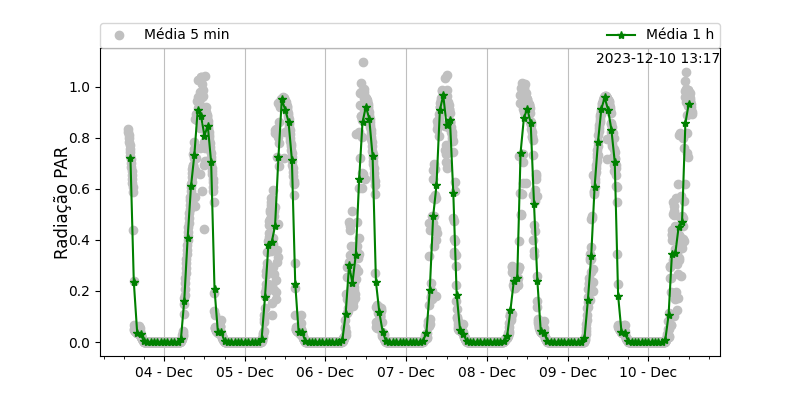 Média 5 min
Média 1 h
2023-12-10 13:17
Radiação PAR
1.0
0.8
0.6
0.4
0.2
0.0
04 - Dec
05 - Dec
06 - Dec
07 - Dec
08 - Dec
09 - Dec
10 - Dec